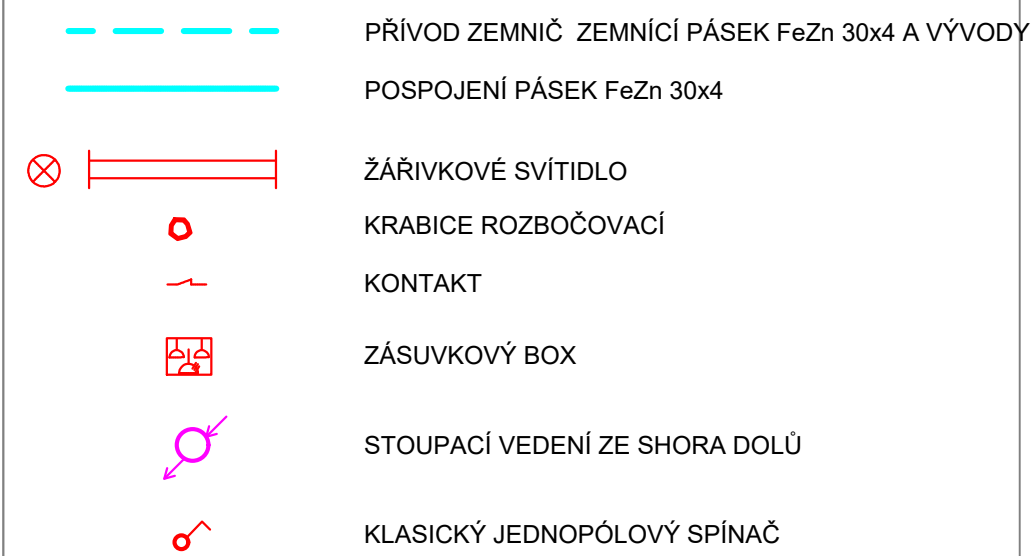 PŘÍVOD ZEMNIČ  ZEMNÍCÍ PÁSEK FeZn 30x4 A VÝVODY
POSPOJENÍ PÁSEK FeZn 30x4
ŽÁŘIVKOVÉ SVÍTIDLO
KRABICE ROZBOČOVACÍ
KONTAKT
ZÁSUVKOVÝ BOX
STOUPACÍ VEDENÍ ZE SHORA DOLŮ
KLASICKÝ JEDNOPÓLOVÝ SPÍNAČ